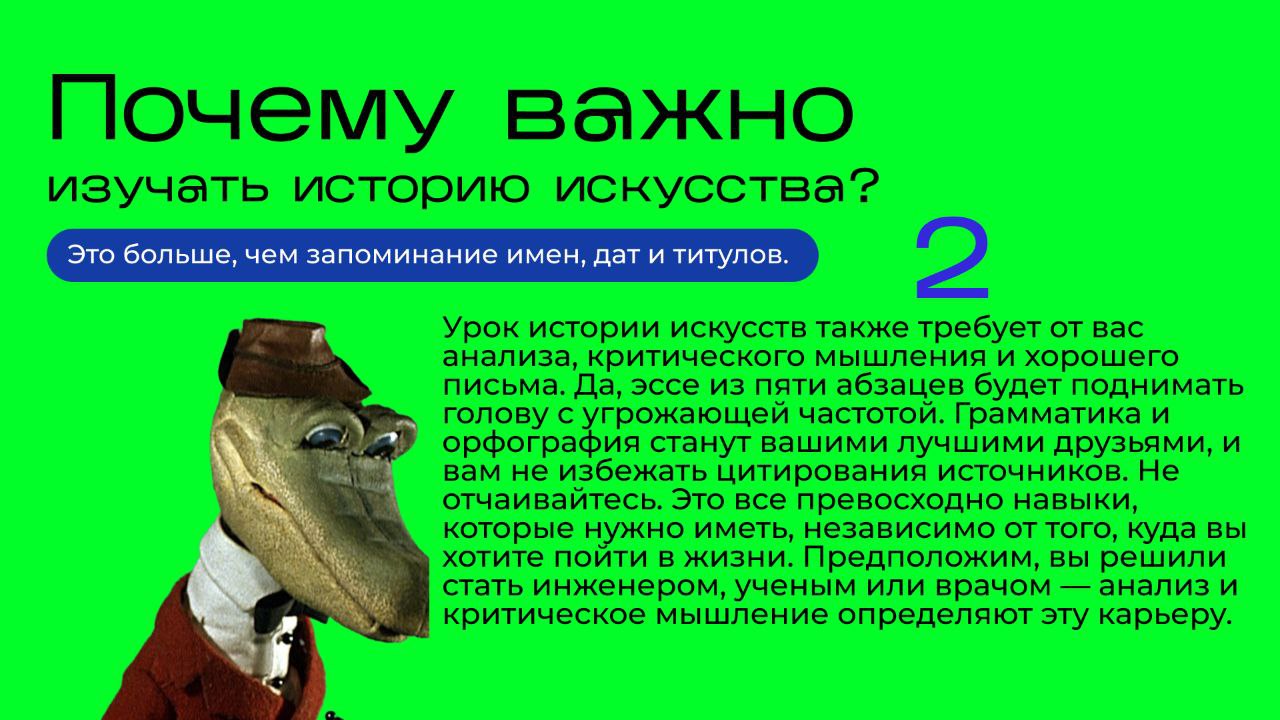 Почему важно
изучать историю искусства?
Это больше, чем запоминание имен, дат и титулов.
2
Урок истории искусств также требует от вас
анализа, критического мышления и хорошего
письма. Да, эссе из пяти абзацев будет поднимать
голову с угрожающей частотой. Грамматика и
орфография станут вашими лучшими друзьями, и
вам не избежать цитирования источников. Не
отчаивайтесь. Это все превосходно навыки,
которые нужно иметь, независимо от того, куда вы
хотите пойти в жизни. Предположим, вы решили
стать инженером, ученым или врачом — анализ и
критическое мышление определяют эту карьеру.